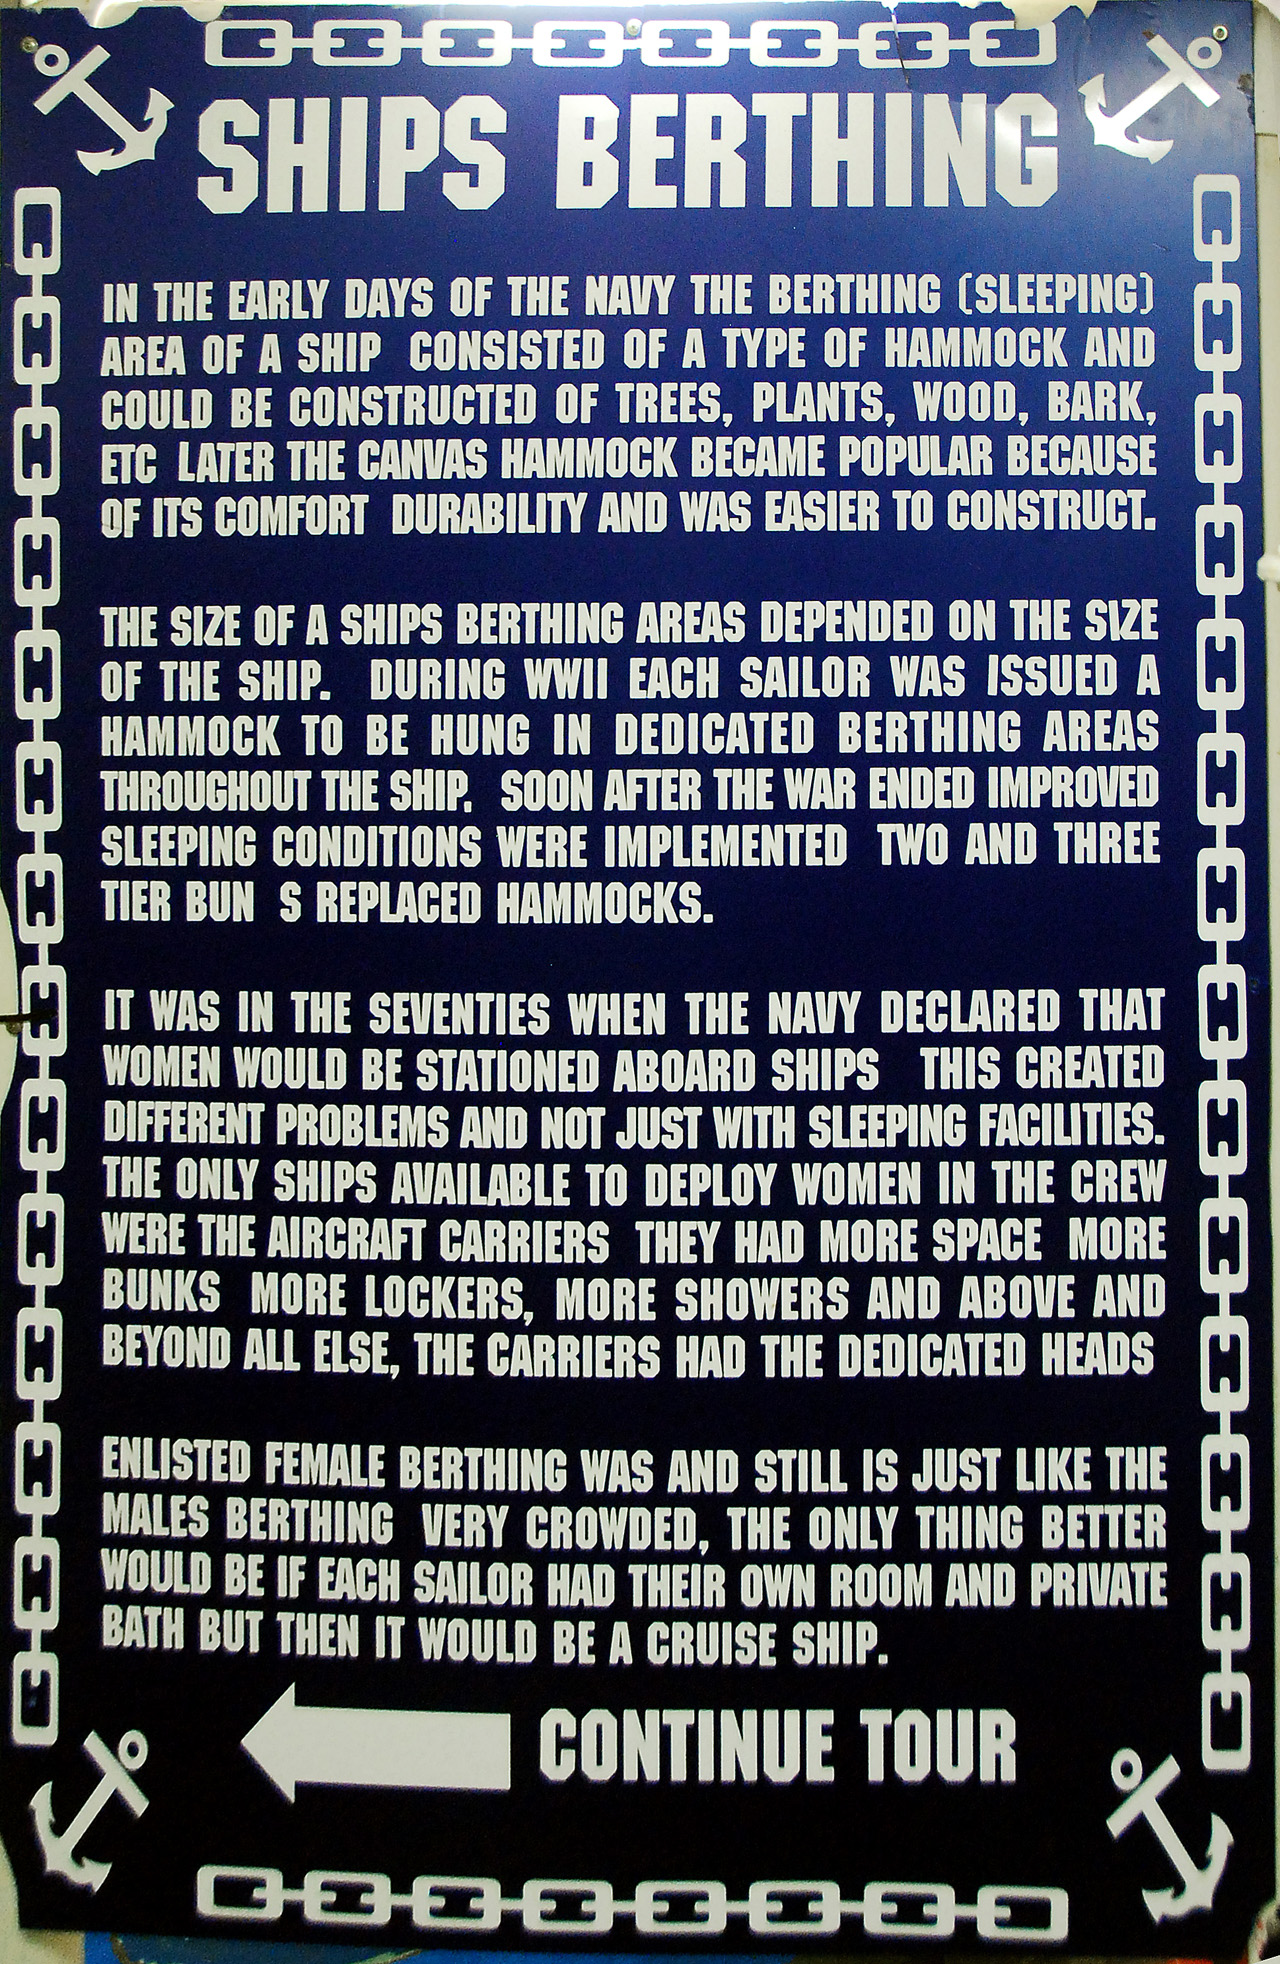 SHIPS BERTHING
IN THE EARLY DAYS OF THE NAVY THE BERTHING (SLEEPING)
AREA OF A SHIP CONSISTED OF A TYPE OF HAMMOCK AND
COULD BE CONSTRUCTED OF TREES, PLANTS, WOOD, BARK,
ETC LATER THE CANVAS HAMMOCK BECAME POPULAR BECAUSE
OF ITS COMFORT DURABILITY AND WAS EASIER TO CONSTRUCT.
THE SIZE OF A SHIPS BERTHING AREAS DEPENDED ON THE SIZE
OF THE SHIP. DURING WWII EACH SAILOR WAS ISSUED A
HAMMOCK TO BE HUNG IN DEDICATED BERTHING AREAS
THROUGHOUT THE SHIP. SOON AFTER THE WAR ENDED IMPROVED
SLEEPING CONDITIONS WERE IMPLEMENTED TWO AND THREE
TIER BUN S REPLACED HAMMOCKS.
IT WAS IN THE SEVENTIES WHEN THE NAVY DECLARED THAT
WOMEN WOULD BE STATIONED ABOARD SHIPS THIS CREATED
DIFFERENT PROBLEMS AND NOT JUST WITH SLEEPING FACILITIES.
THE ONLY SHIPS AVAILABLE TO DEPLOY WOMEN IN THE CREW
WERE THE AIRCRAFT CARRIERS THEY HAD MORE SPACE MORE
BUNKS MORE LOCKERS, MORE SHOWERS AND ABOVE AND
BEYOND ALL ELSE, THE CARRIERS HAD THE DEDICATED HEADS
ENLISTED FEMALE BERTHING WAS AND STILL IS JUST LIKE THE
MALES BERTHING VERY CROWDED, THE ONLY THING BETTER
WOULD BE IF EACH SAILOR HAD THEIR OWN ROOM AND PRIVATE
BATH BUT THEN IT WOULD BE A CRUISE SHIP.
CONTINUE TOUR